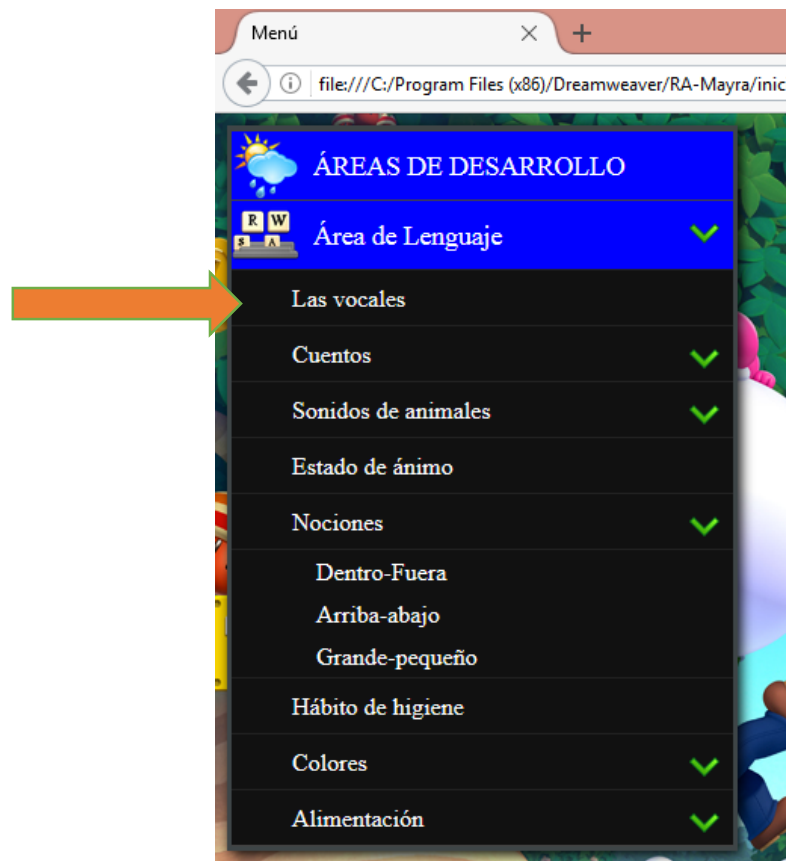 Menú
file:///C:/Program Files (x86)/Dreamweaver/RA-Mayra/inic
ÁREAS DE DESARROLLO
R W
S A
Área de Lenguaje
Las vocales
Cuentos
Sonidos de animales
Estado de ánimo
Nociones
Dentro-Fuera
Arriba-abajo
Grande-pequeño
Hábito de higiene
Colores
Alimentación